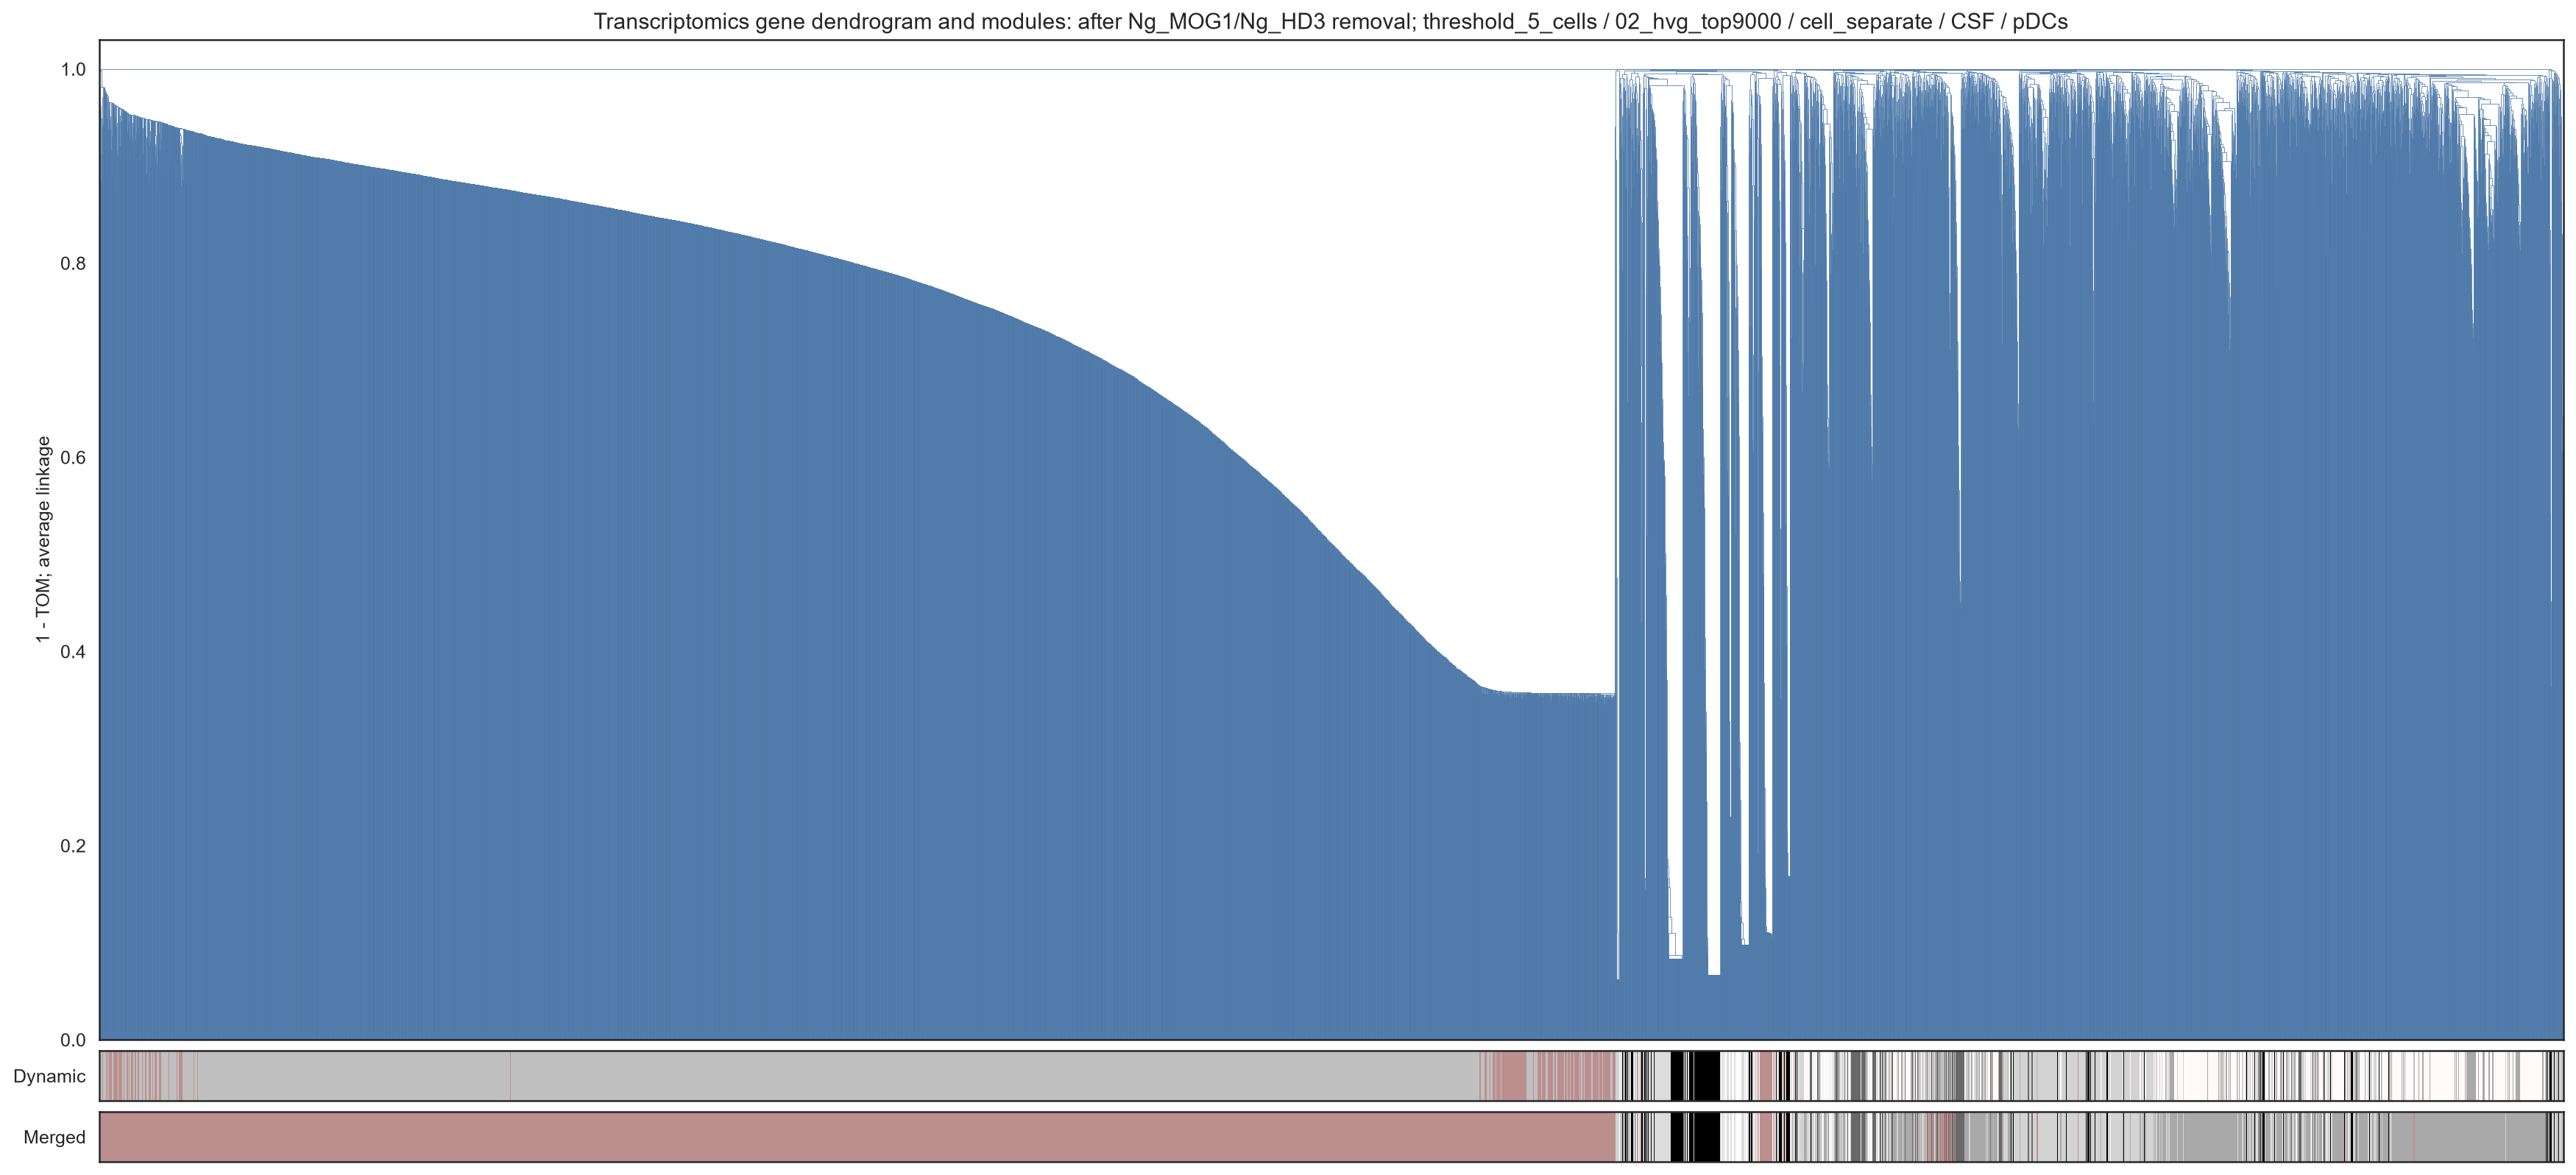 Transcriptomics gene dendrogram and modules: after Ng_MOG1/Ng_HD3 removal; threshold_5_cells / 02_hvg_top9000 / cell_separate / CSF / pDCs
1 - TOM; average linkage
1.0
0.8
0.6
0.4
0.2
0.0
Dynamic
Merged